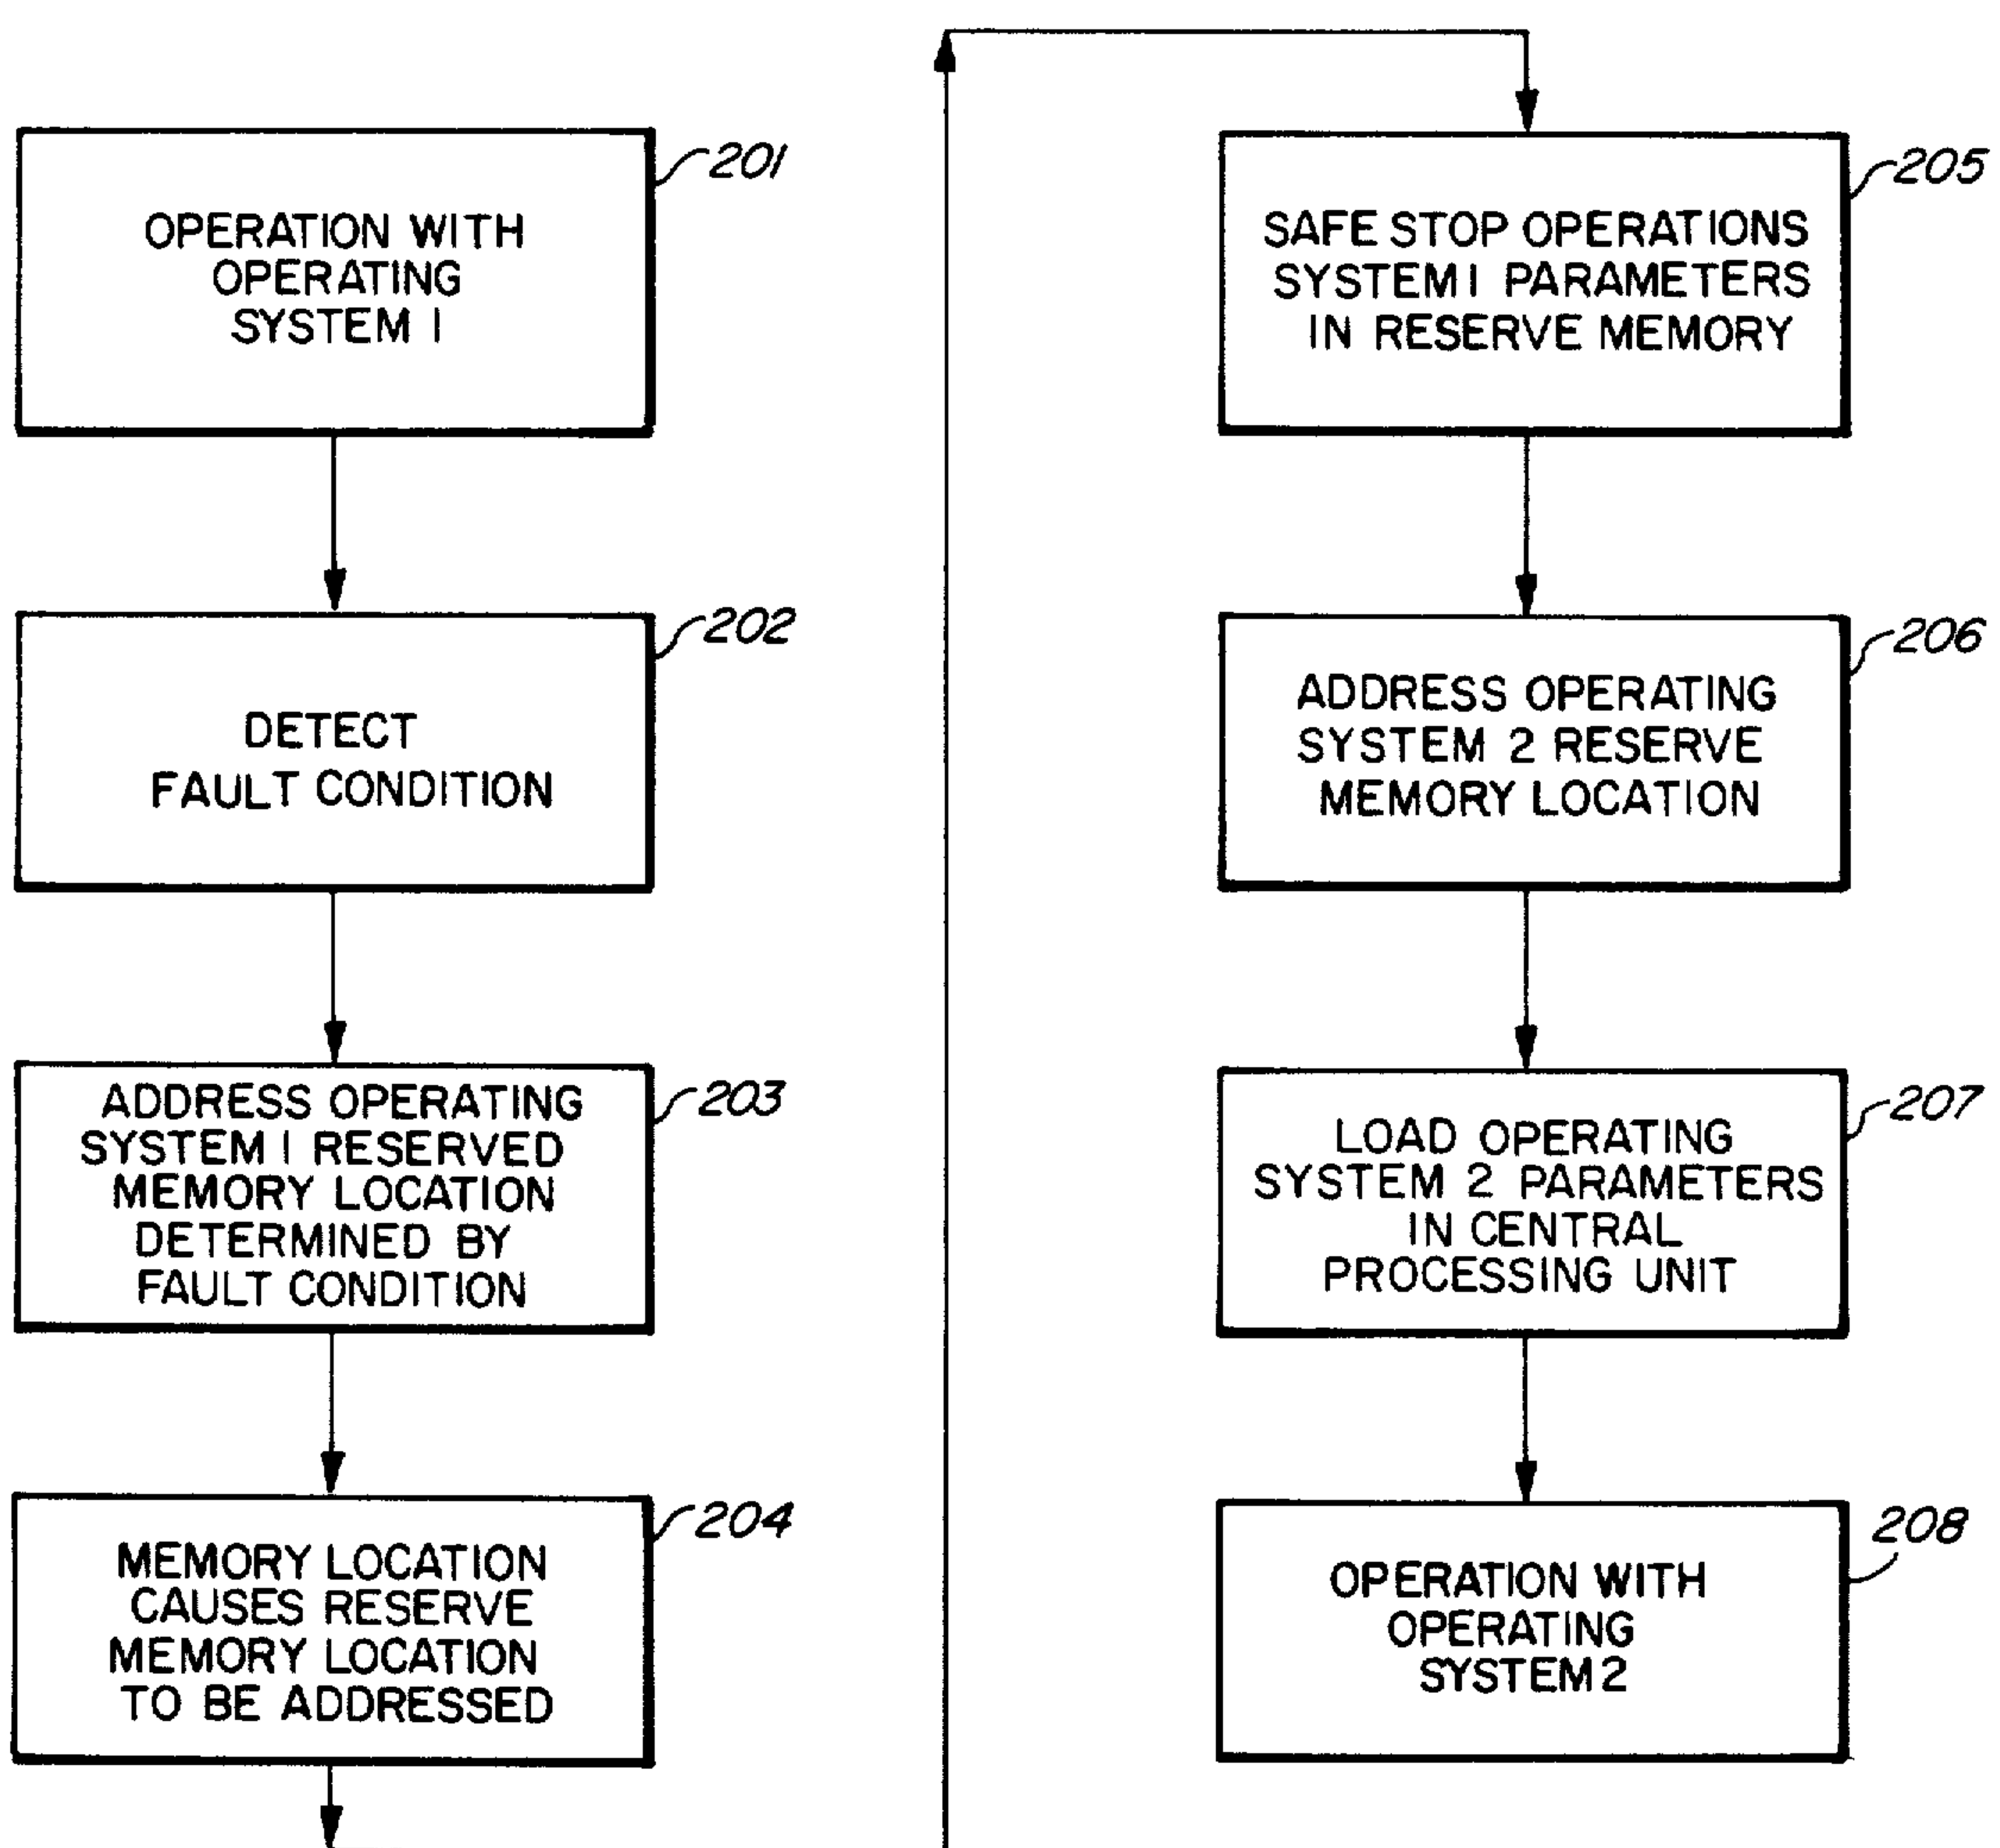 201
OPERATION WITH
OPERATING
SYSTEM 1
202
DETECT
FAULT CONDITION
203
ADDRESS OPERATING
SYSTEM 1 RESERVED
MEMORY LOCATION
DETERMINED BY
FAULT CONDITION
204
MEMORY LOCATION
CAUSES RESERVE
MEMORY LOCATION
TO BE ADDRESSED
205
SAFE STOP OPERATIONS
SYSTEM 1 PARAMETERS
IN RESERVE MEMORY
206
ADDRESS OPERATING
SYSTEM 2 RESERVE
MEMORY LOCATION
207
LOAD OPERATING
SYSTEM 2 PARAMETERS
IN CENTRAL
PROCESSING UNIT
208
OPERATION WITH
OPERATING
SYSTEM 2